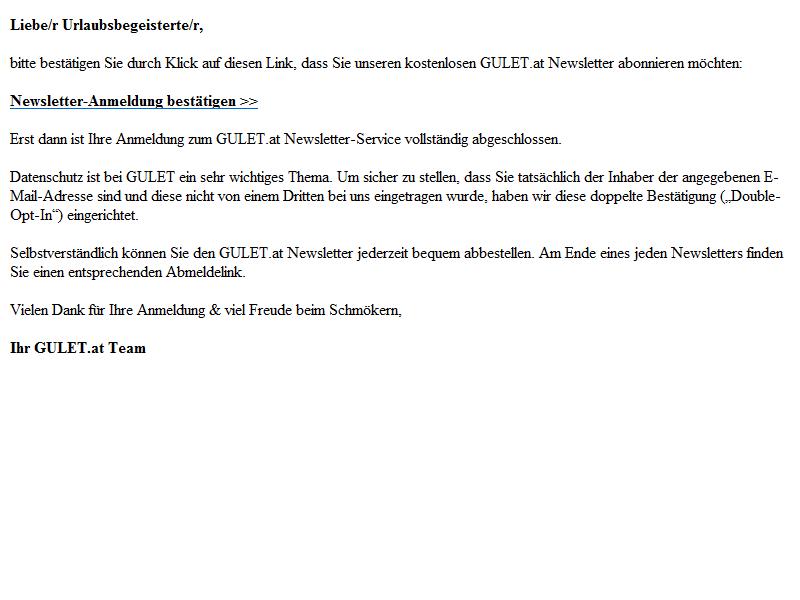 Liebe/r Urlaubsbegeisterte/r,
bitte bestätigen Sie durch Klick auf diesen Link, dass Sie unseren kostenlosen GULET.at Newsletter abonnieren möchten:
Newsletter-Anmeldung bestätigen >>
Erst dann ist Ihre Anmeldung zum GULET.at Newsletter-Service vollständig abgeschlossen.
Datenschutz ist bei GULET ein sehr wichtiges Thema. Um sicher zu stellen, dass Sie tatsächlich der Inhaber der angegebenen E-
Mail-Adresse sind und diese nicht von einem Dritten bei uns eingetragen wurde, haben wir diese doppelte Bestätigung („Double-
Opt-In“) eingerichtet.
Selbstverständlich können Sie den GULET.at Newsletter jederzeit bequem abbestellen. Am Ende eines jeden Newsletters finden
Sie einen entsprechenden Abmeldelink.
Vielen Dank für Ihre Anmeldung & viel Freude beim Schmökern,
Ihr GULET.at Team